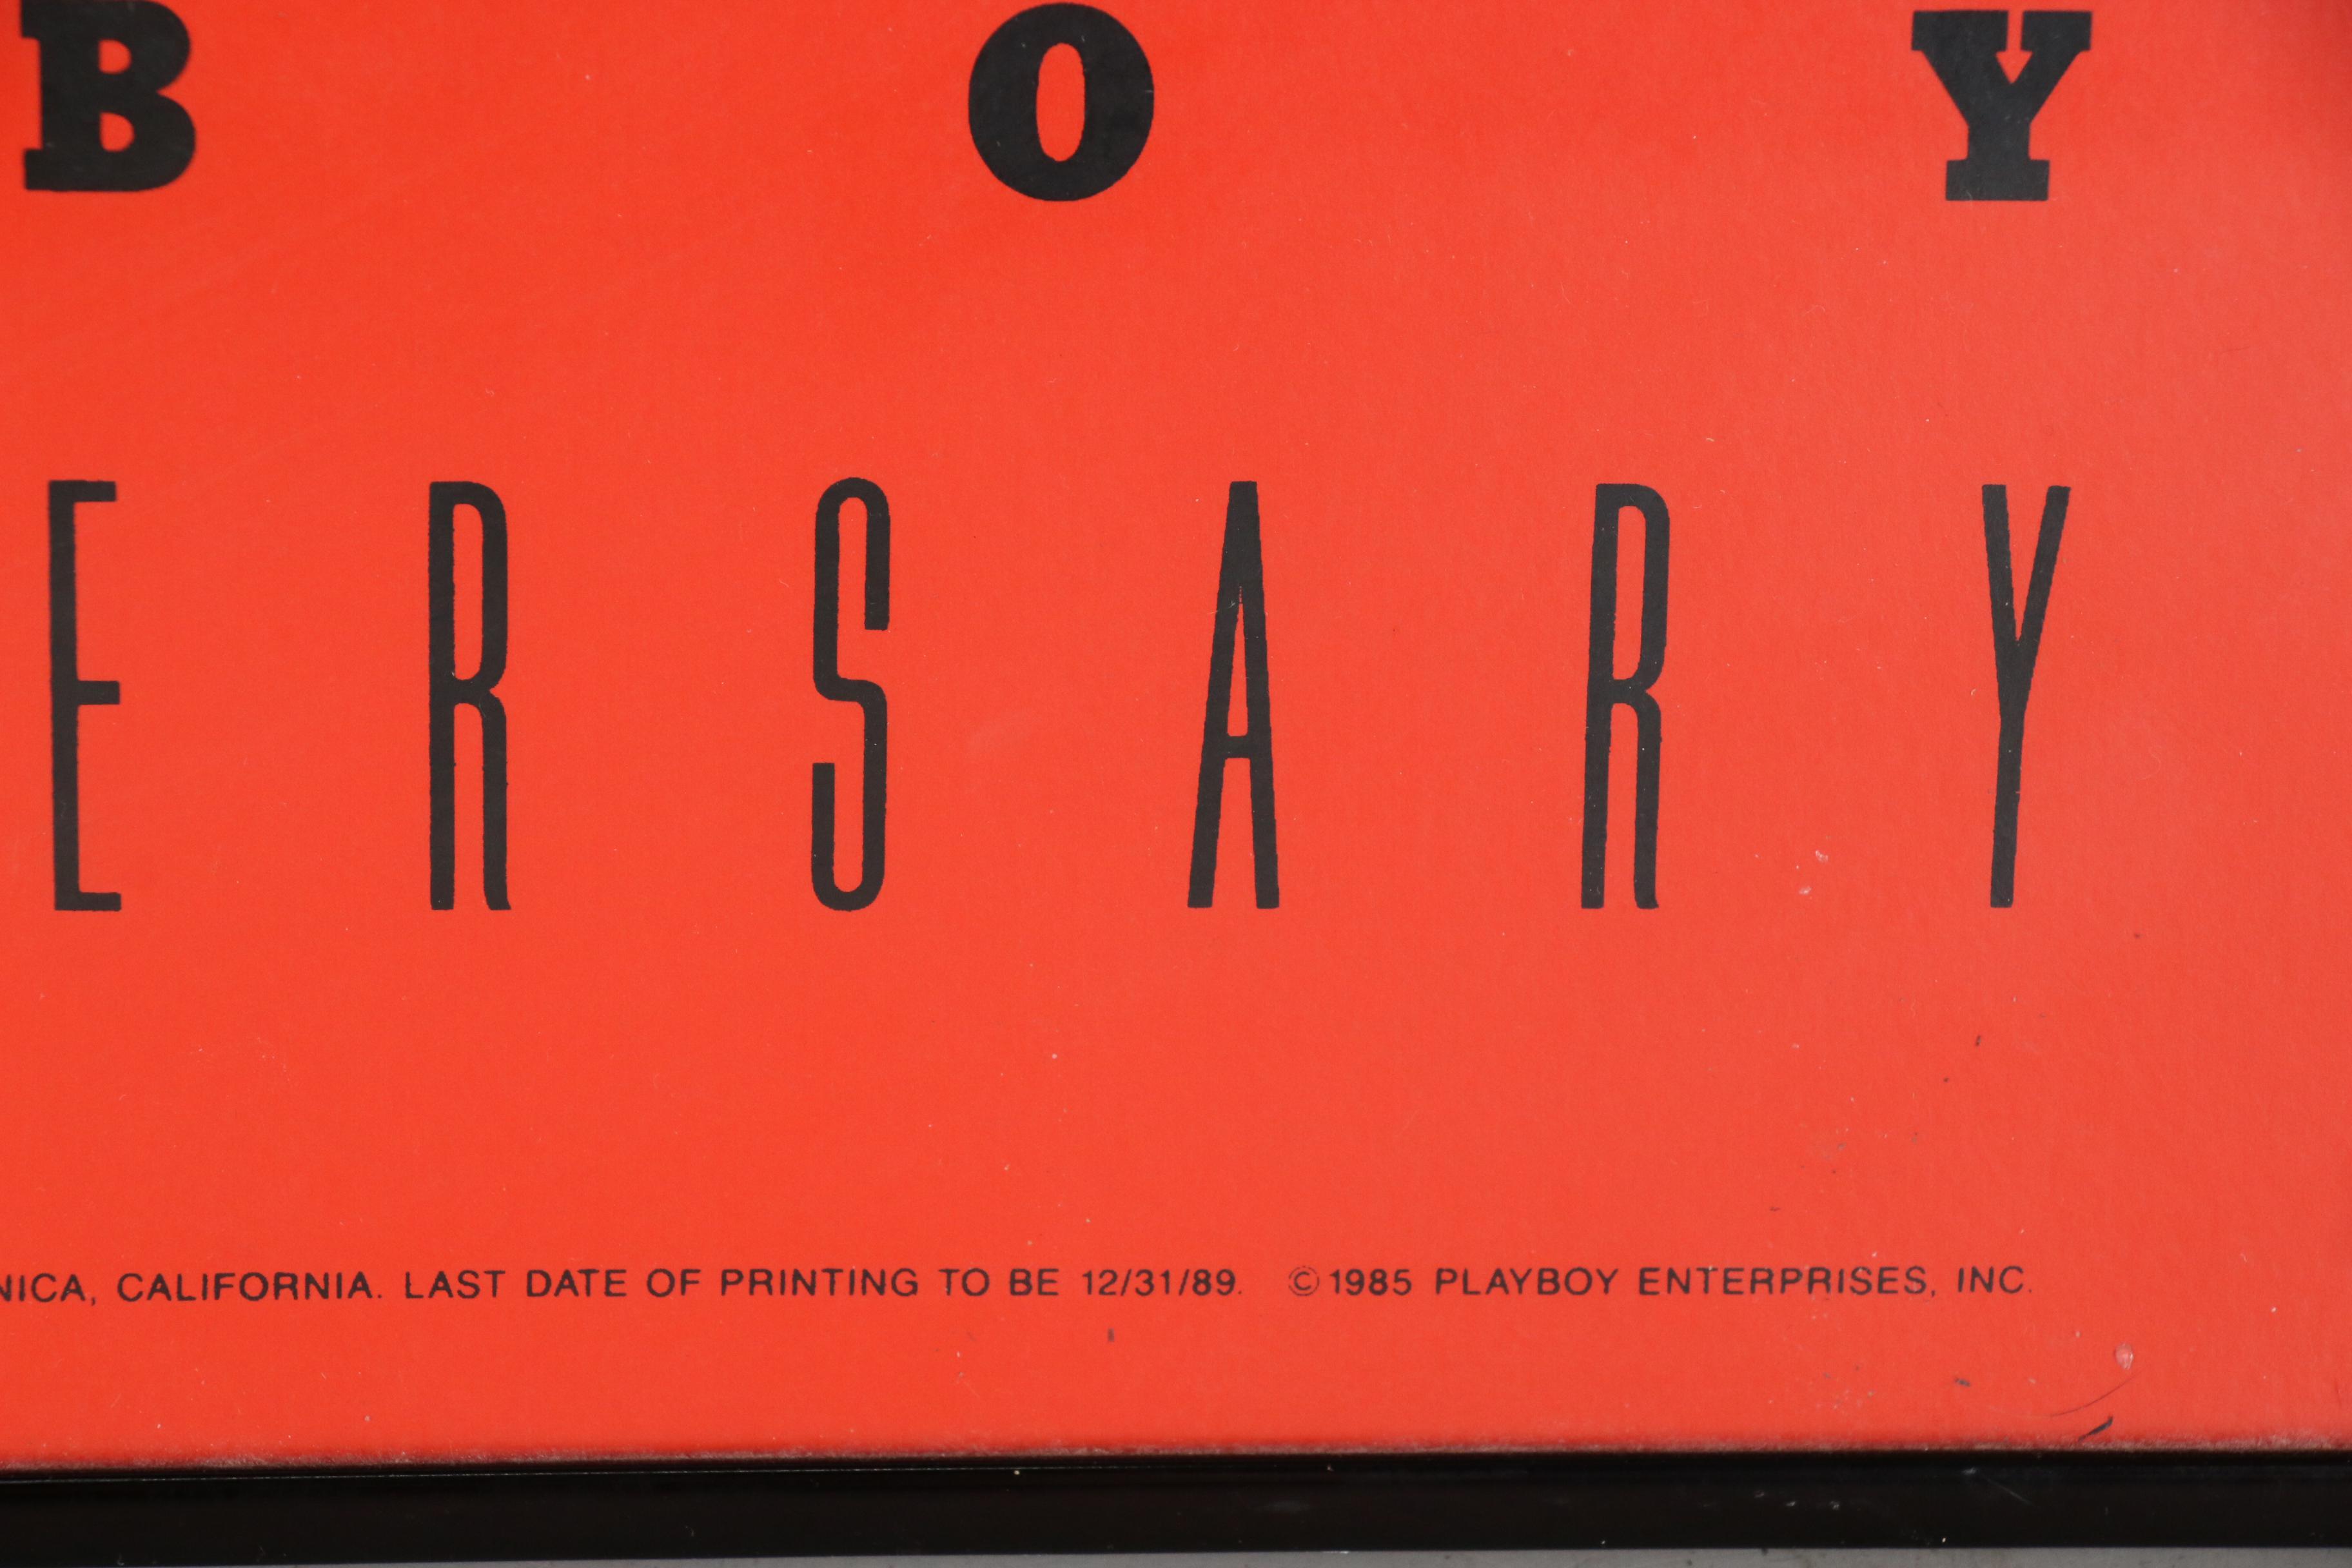 B O Y
E R S A R Y
NICA, CALIFORNIA. LAST DATE OF PRINTING TO BE 12/31/89. ©1985 PLAYBOY ENTERPRISES, INC.